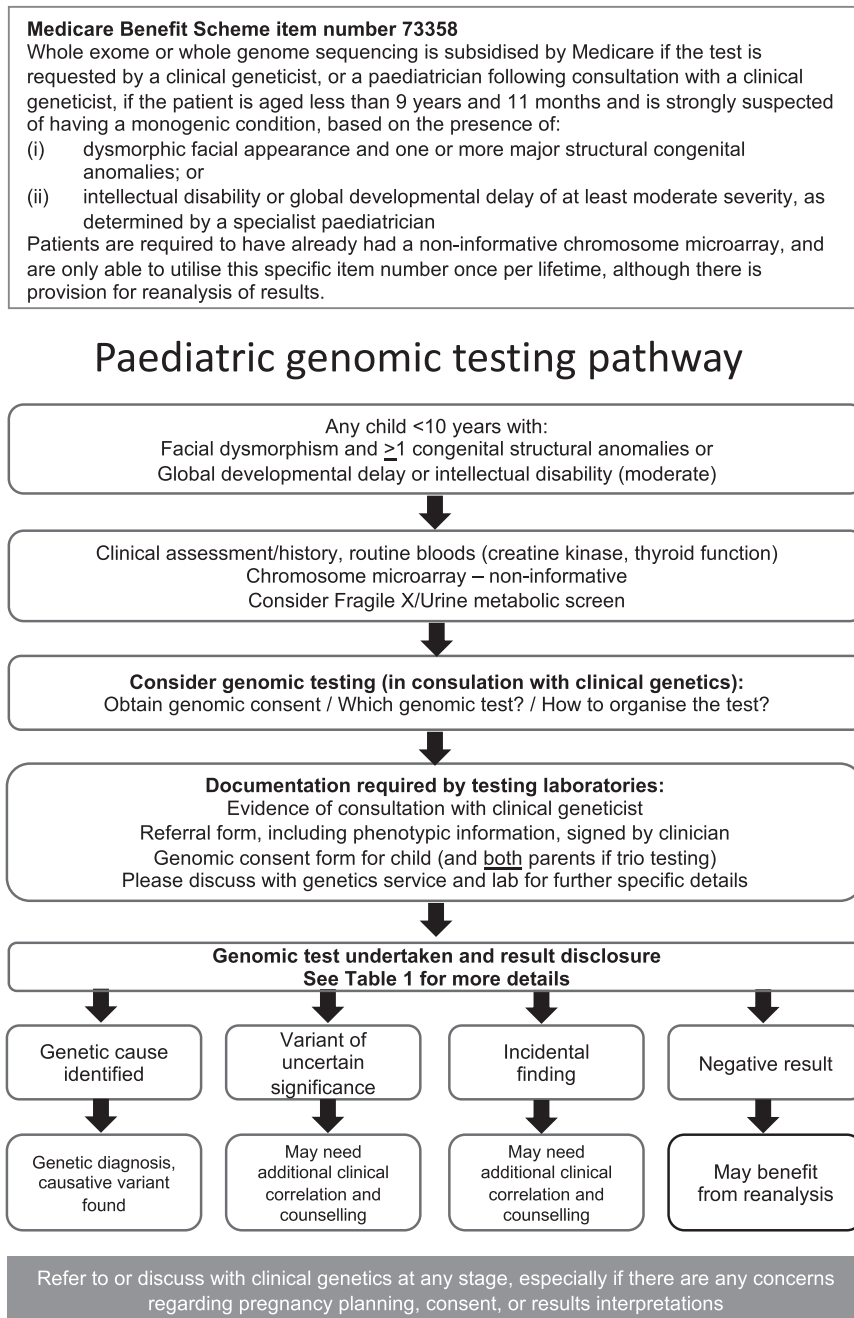 Medicare Benefit Scheme item number 73358
Whole exome or whole genome sequencing is subsidised by Medicare if the test is
requested by a clinical geneticist, or a paediatrician following consultation with a clinical
geneticist, if the patient is aged less than 9 years and 11 months and is strongly suspected
of having a monogenic condition, based on the presence of:
(i) dysmorphic facial appearance and one or more major structural congenital
anomalies; or
(ii) intellectual disability or global developmental delay of at least moderate severity, as
determined by a specialist paediatrician
Patients are required to have already had a non-informative chromosome microarray, and
are only able to utilise this specific item number once per lifetime, although there is
provision for reanalysis of results.
Paediatric genomic testing pathway
Any child <10 years with:
Facial dysmorphism and >1 congenital structural anomalies or
Global developmental delay or intellectual disability (moderate)
Clinical assessment/history, routine bloods (creatine kinase, thyroid function)
Chromosome microarray – non-informative
Consider Fragile X/Urine metabolic screen
Consider genomic testing (in consulation with clinical genetics):
Obtain genomic consent / Which genomic test? / How to organise the test?
Documentation required by testing laboratories:
Evidence of consultation with clinical geneticist
Referral form, including phenotypic information, signed by clinician
Genomic consent form for child (and both parents if trio testing)
Please discuss with genetics service and lab for further specific details
Genomic test undertaken and result disclosure
See Table 1 for more details
Genetic cause
identified
Variant of
uncertain
significance
Incidental
finding
Negative result
Genetic diagnosis,
causative variant
found
May need
additional clinical
correlation and
counselling
May need
additional clinical
correlation and
counselling
May benefit
from reanalysis
Refer to or discuss with clinical genetics at any stage, especially if there are any concerns
regarding pregnancy planning, consent, or results interpretations